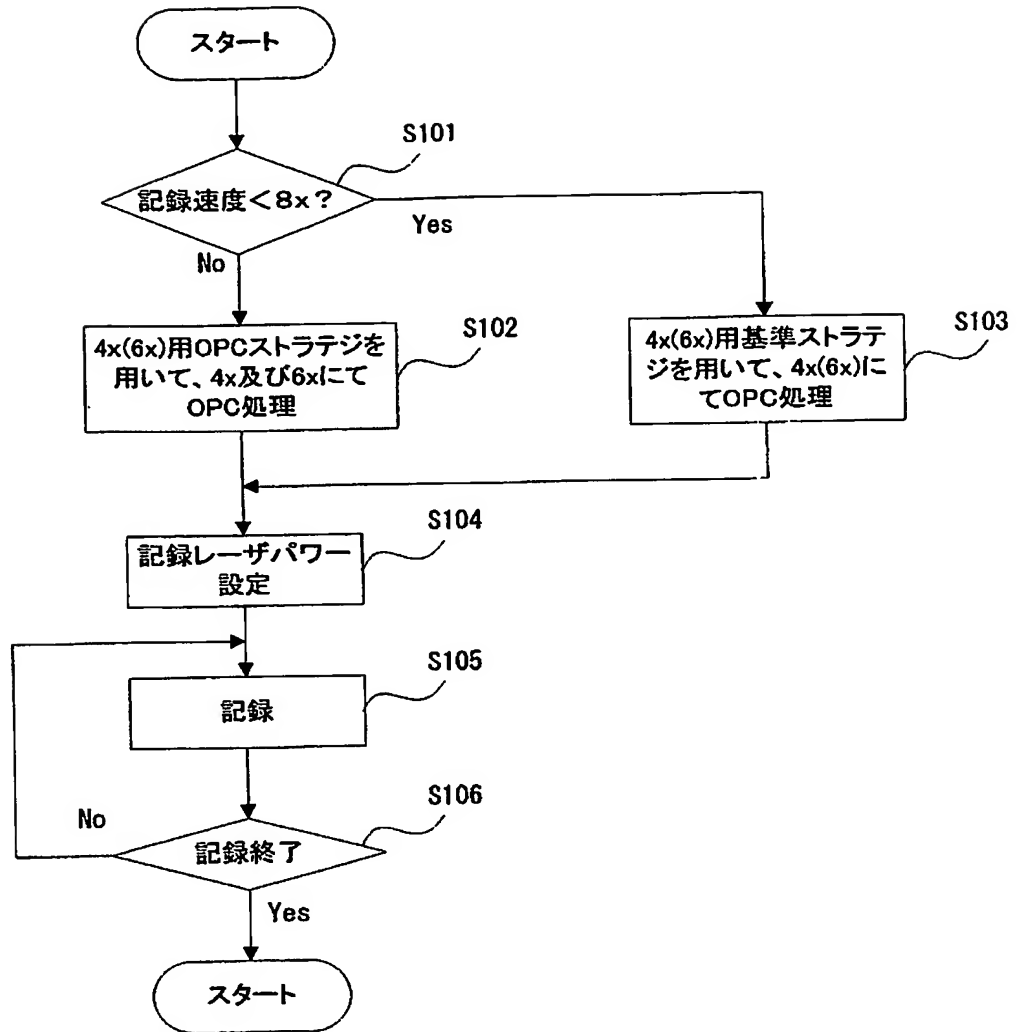 スタート
S101
記録速度<8x?
Yes
No
S102
4x(6x)用OPCストラテジを
用いて、4x及び6xにて
OPC処理
S103
4x(6x)用基準ストラテ
ジを用いて、4x(6x)に
てOPC処理
S104
記録レーザパワー
設定
S105
記録
S106
No
記録終了
Yes
スタート